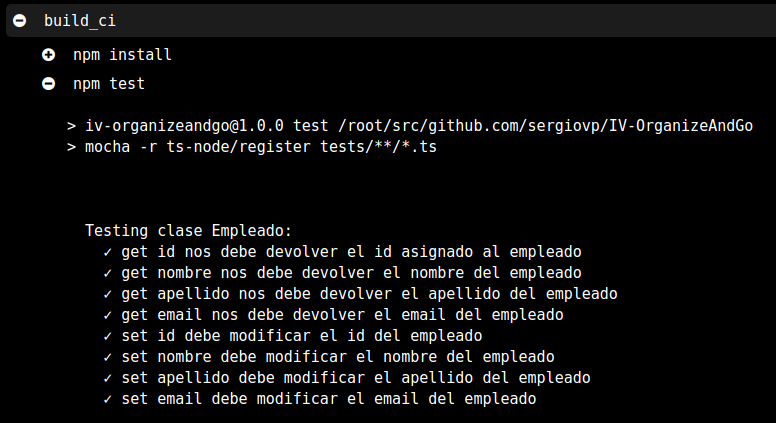 build_ci
npm install
npm test
> iv-organizeandgo@1.0.0 test /root/src/github.com/sergiovp/IV-OrganizeAndGo
> mocha -r ts-node/register tests/**/*.ts
Testing clase Empleado:
✓ get id nos debe devolver el id asignado al empleado
✓ get nombre nos debe devolver el nombre del empleado
✓ get apellido nos debe devolver el apellido del empleado
✓ get email nos debe devolver el email del empleado
✓ set id debe modificar el id del empleado
✓ set nombre debe modificar el nombre del empleado
✓ set apellido debe modificar el apellido del empleado
✓ set email debe modificar el email del empleado